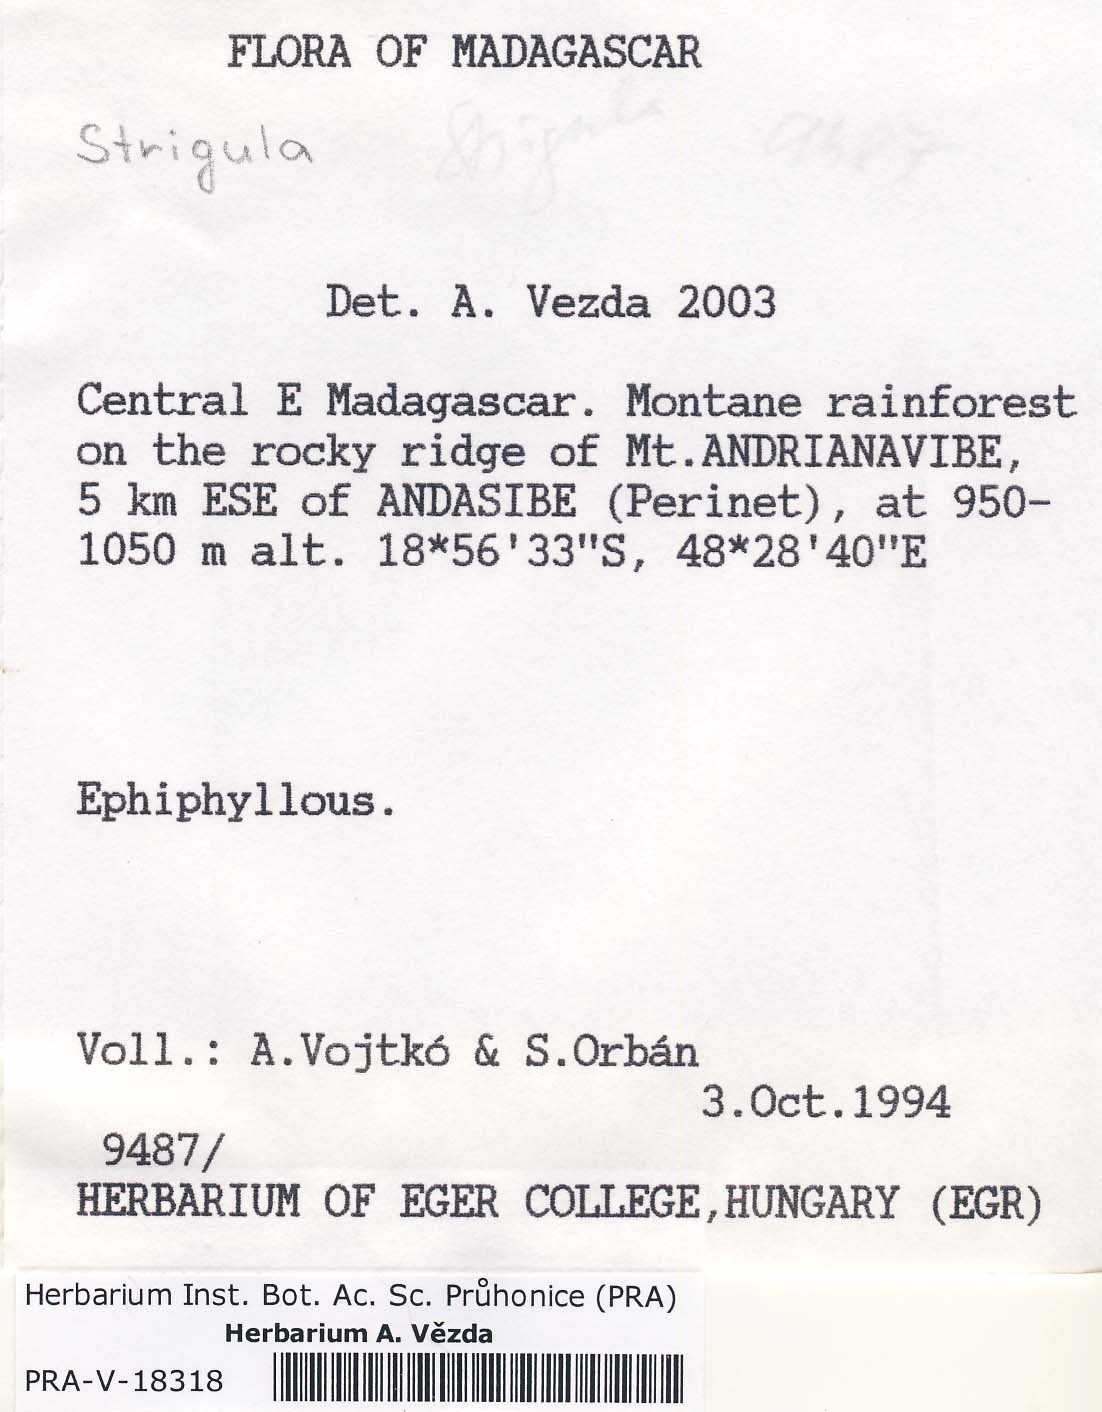 FLORA OF MADAGASCAR
Strigula Strigula 9487
Det. A. Vezda 2003
Central E Madagascar. Montane rainforest
on the rocky ridge of Mt.ANDRIANAVIBE,
5 km ESE of ANDASIBE (Perinet), at 950-
1050 m alt. 18*56'33"S, 48*28'40"E
Ephiphyllous.
Voll.: A.Vojtkó & S.Orbán
3.Oct.1994
9487/
HERBARIUM OF EGER COLLEGE,HUNGARY (EGR)
Herbarium Inst. Bot. Ac. Sc. Průhonice (PRA)
Herbarium A. Vězda
PRA-V-18318